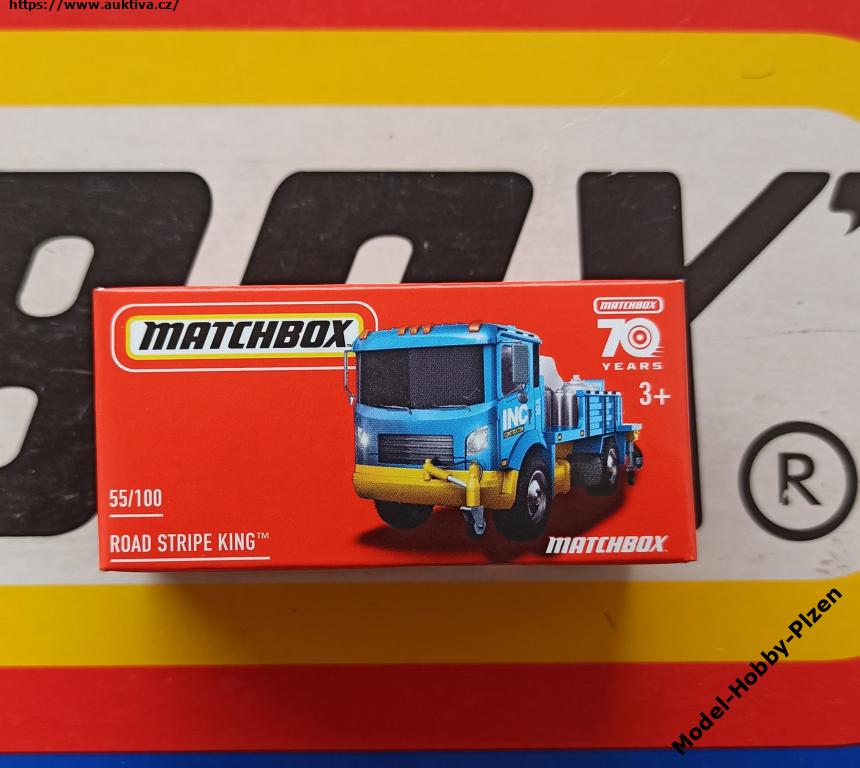 https://www.auktiva.cz/
BOX
®
MATCHBOX
MATCHBOX
70
YEARS
3+
INC
55/100
ROAD STRIPE KING™
MATCHBOX
Model-Hobby-Plzen